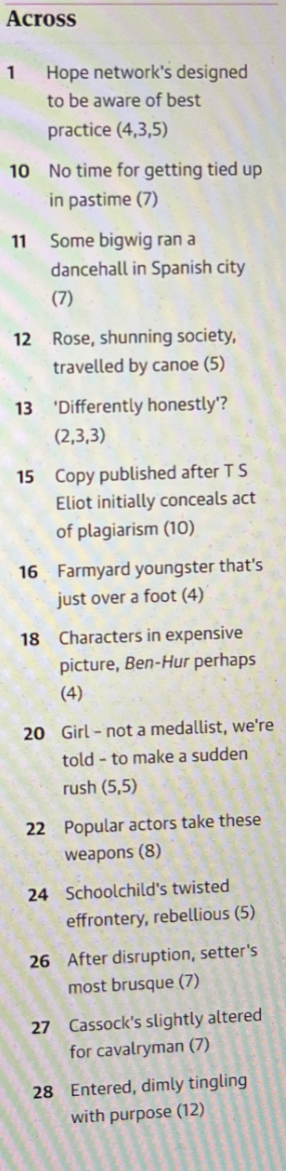 Across
1 Hope network's designed
to be aware of best
practice (4,3,5)
10 No time for getting tied up
in pastime (7)
11 Some bigwig ran a
dancehall in Spanish city
(7)
12 Rose, shunning society,
travelled by canoe (5)
13 'Differently honestly'?
(2,3,3)
15 Copy published after T S
Eliot initially conceals act
of plagiarism (10)
16 Farmyard youngster that's
just over a foot (4)
18 Characters in expensive
picture, Ben-Hur perhaps
(4)
20 Girl – not a medallist, we're
told – to make a sudden
rush (5,5)
22 Popular actors take these
weapons (8)
24 Schoolchild's twisted
effrontery, rebellious (5)
26 After disruption, setter's
most brusque (7)
27 Cassock's slightly altered
for cavalryman (7)
28 Entered, dimly tingling
with purpose (12)